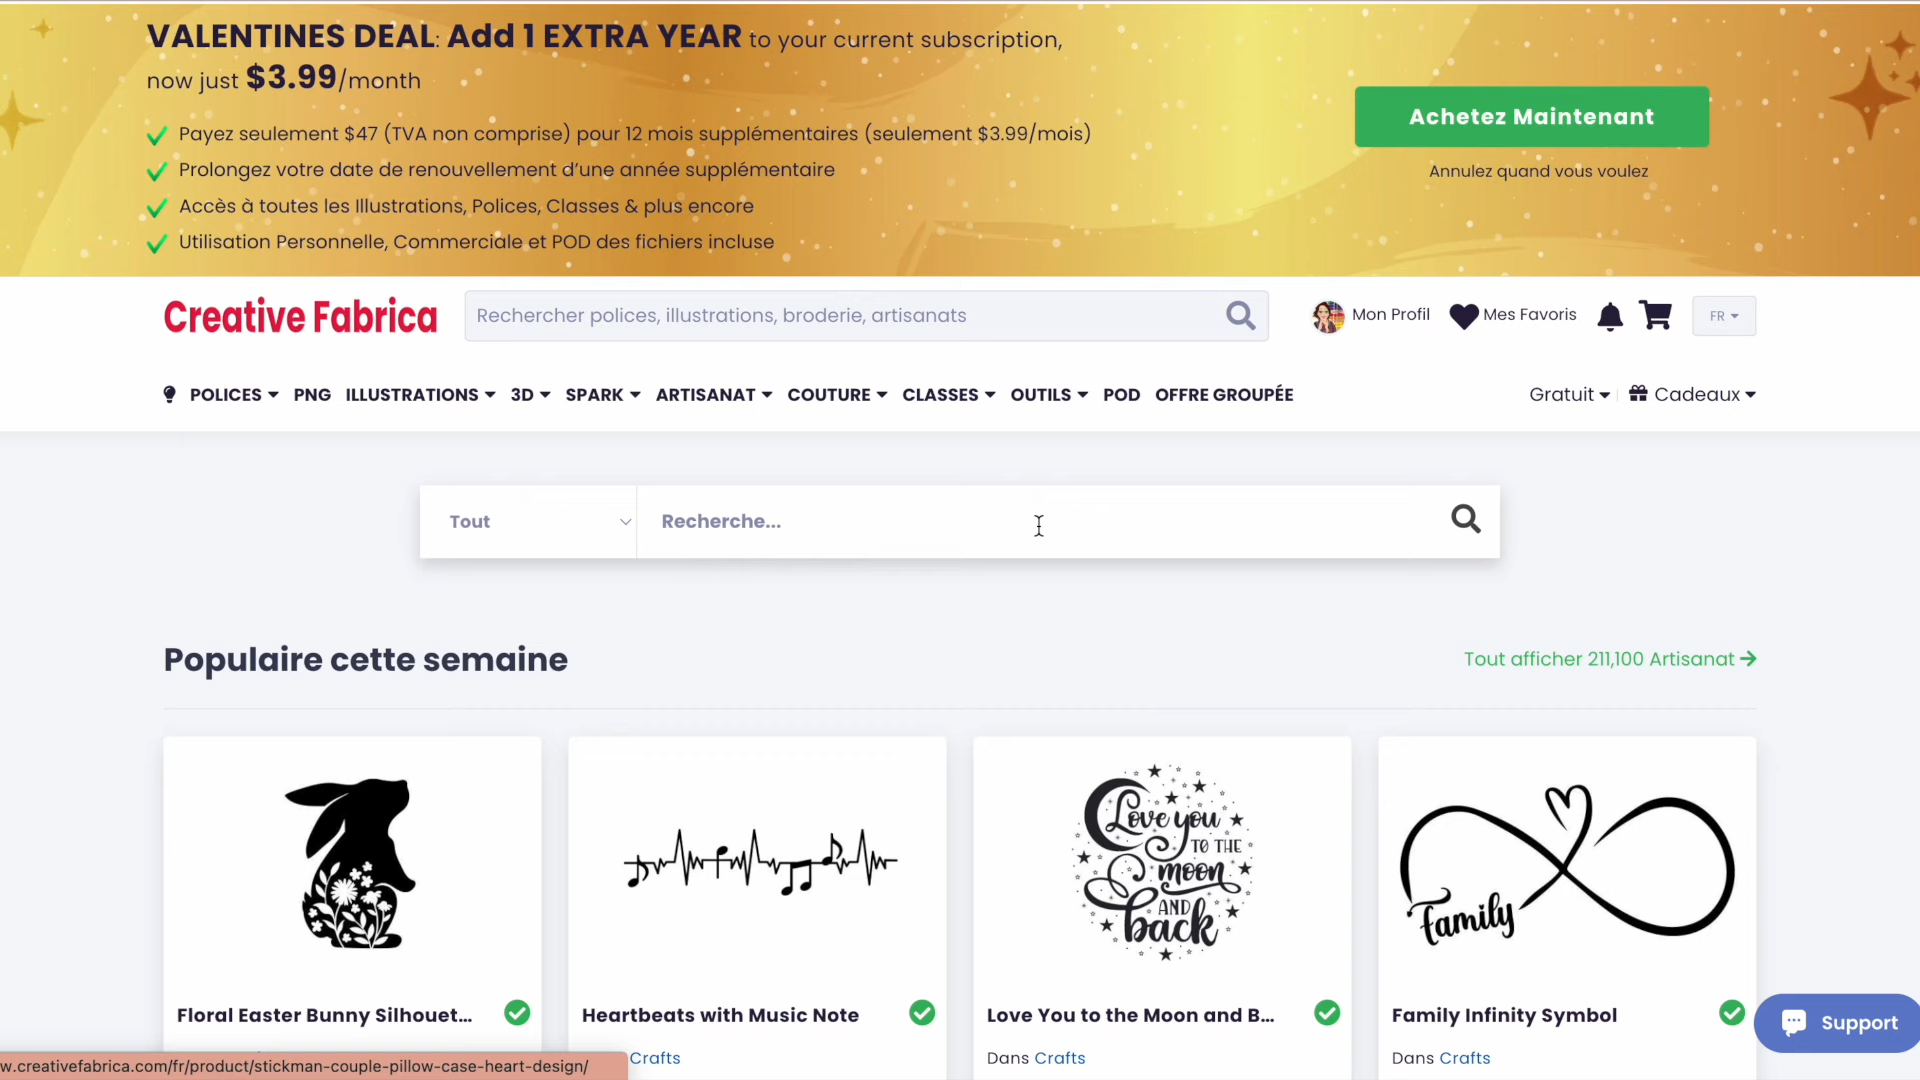 VALENTINES DEAL: Add 1 EXTRA YEAR to your current subscription,
now just $3.99/month
Payez seulement $47 (TVA non comprise) pour 12 mois supplémentaires (seulement $3.99/mois)
Prolongez votre date de renouvellement d'une année supplémentaire
Accès à toutes les Illustrations, Polices, Classes & plus encore
Utilisation Personnelle, Commerciale et POD des fichiers incluse
Achetez Maintenant
Annulez quand vous voulez
Creative Fabrica
Rechercher polices, illustrations, broderie, artisanats
Mon Profil
Mes Favoris
FR
POLICES PNG ILLUSTRATIONS 3D SPARK ARTISANAT COUTURE CLASSES OUTILS POD OFFRE GROUPÉE
Gratuit
Cadeaux
Tout
Recherche...
Populaire cette semaine
Tout afficher 211,100 Artisanat
Love you
TO THE
moon
AND
back
family
Floral Easter Bunny Silhouet...
Heartbeats with Music Note
Love You to the Moon and B...
Family Infinity Symbol
Crafts
Dans Crafts
Dans Crafts
Support
w.creativefabrica.com/fr/product/stickman-couple-pillow-case-heart-design/